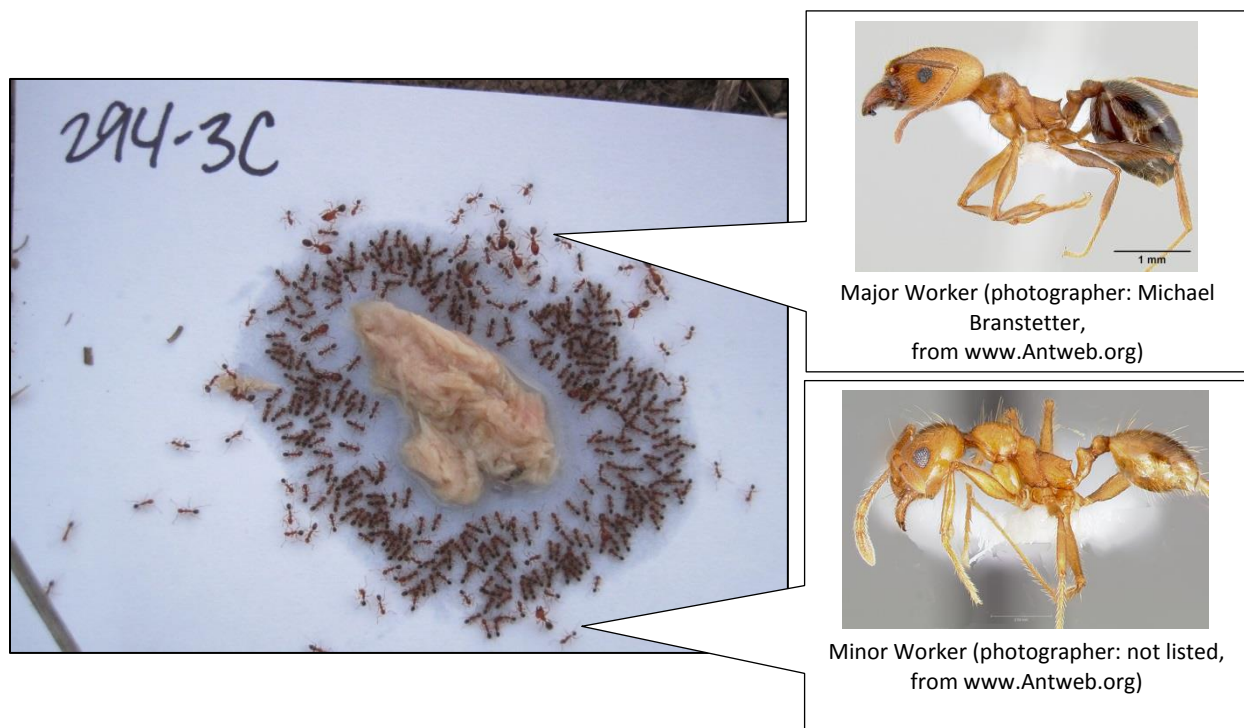 294-3C
1 mm
Major Worker (photographer: Michael
Branstetter,
from www.Antweb.org)
Minor Worker (photographer: not listed,
from www.Antweb.org)